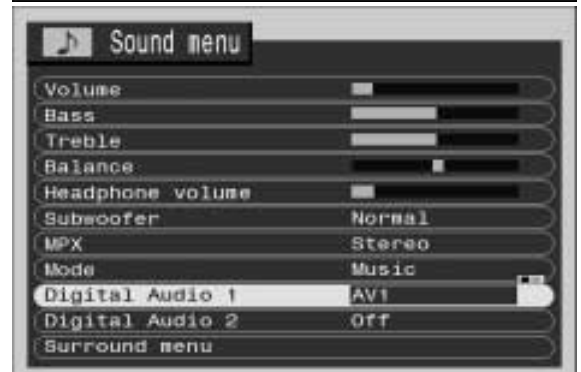 Sound menu
Volume
Bass
Treble
Balance
Headphone volume
Subwoofer Normal
MPX Stereo
Mode Music
Digital Audio 1 AV1
Digital Audio 2 Off
Surround menu